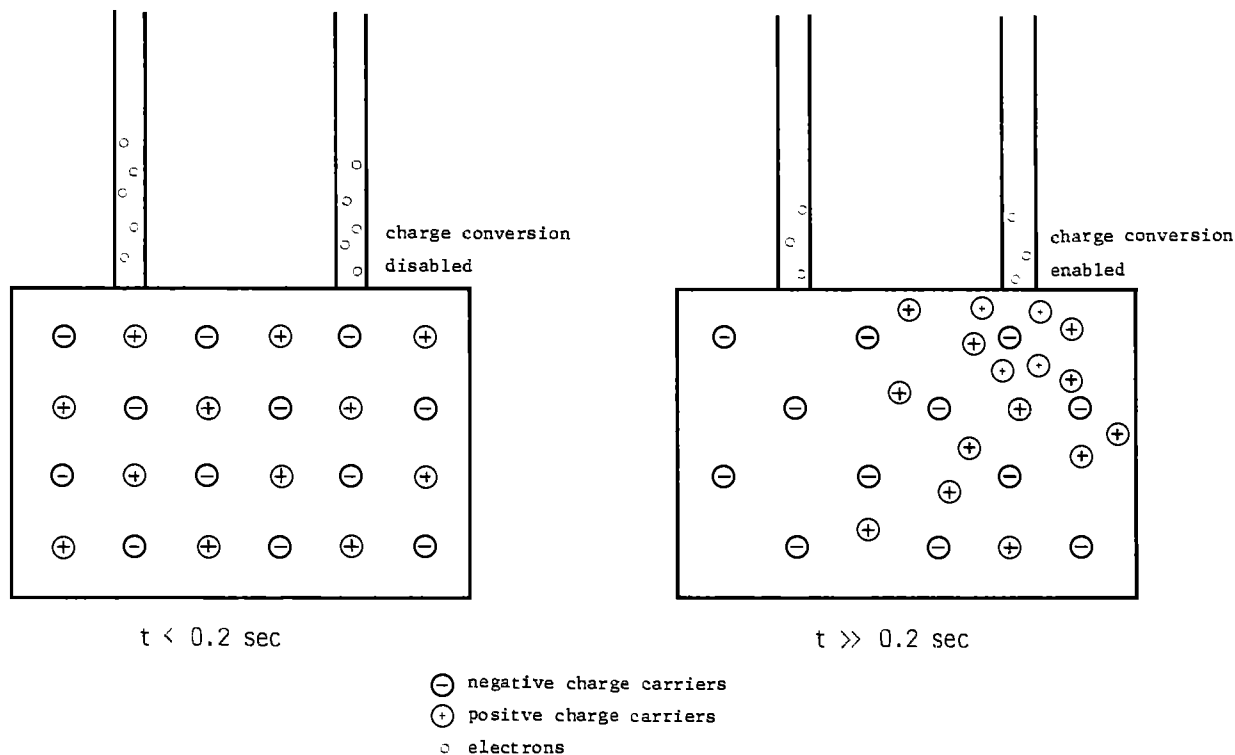 charge conversion
disabled
charge conversion
enabled
t < 0.2 sec
t >> 0.2 sec
negative charge carriers
positve charge carriers
electrons